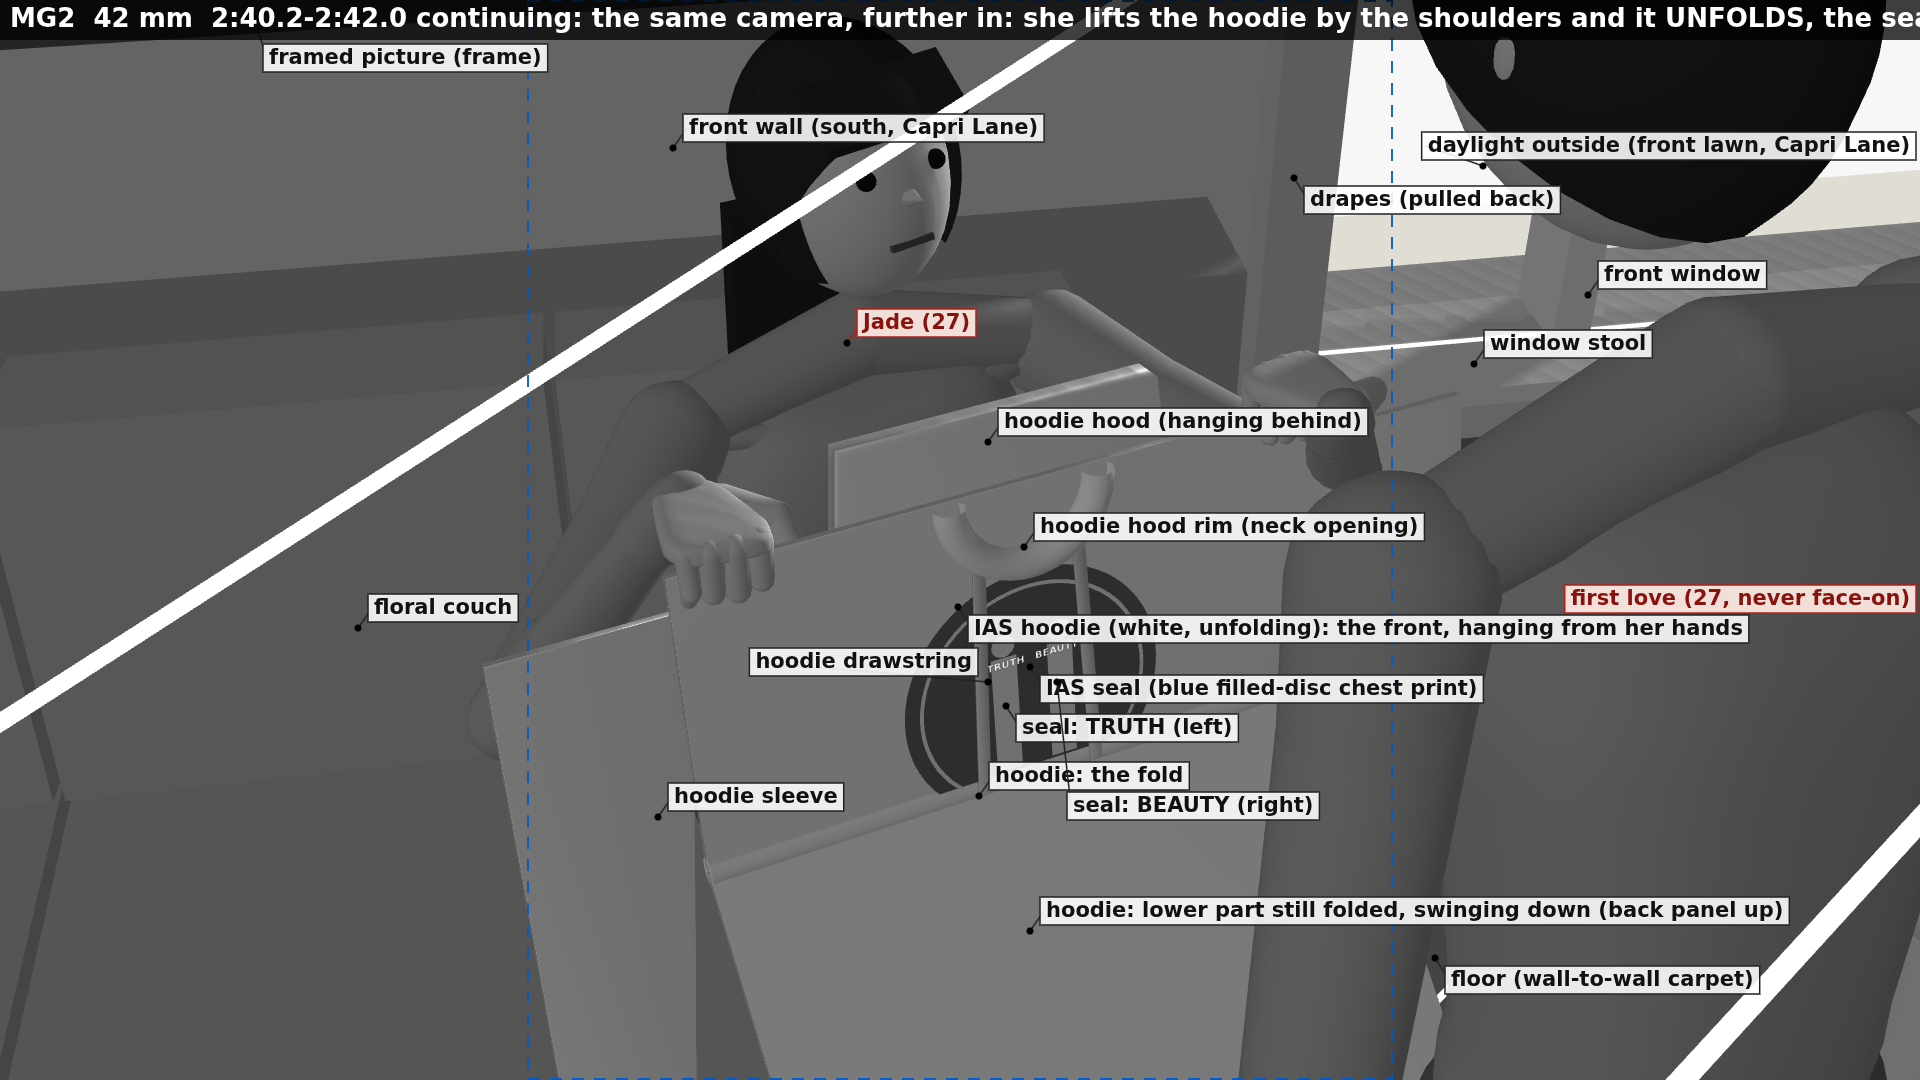 MG2 42 mm 2:40.2-2:42.0 continuing: the same camera, further in: she lifts the hoodie by the shoulders and it UNFOLDS, the sea
framed picture (frame)
front wall (south, Capri Lane)
daylight outside (front lawn, Capri Lane)
drapes (pulled back)
front window
Jade (27)
window stool
hoodie hood (hanging behind)
hoodie hood rim (neck opening)
first love (27, never face-on)
floral couch
IAS hoodie (white, unfolding): the front, hanging from her hands
TRUTH BEAUTY
hoodie drawstring
IAS seal (blue filled-disc chest print)
seal: TRUTH (left)
hoodie: the fold
hoodie sleeve
seal: BEAUTY (right)
hoodie: lower part still folded, swinging down (back panel up)
floor (wall-to-wall carpet)